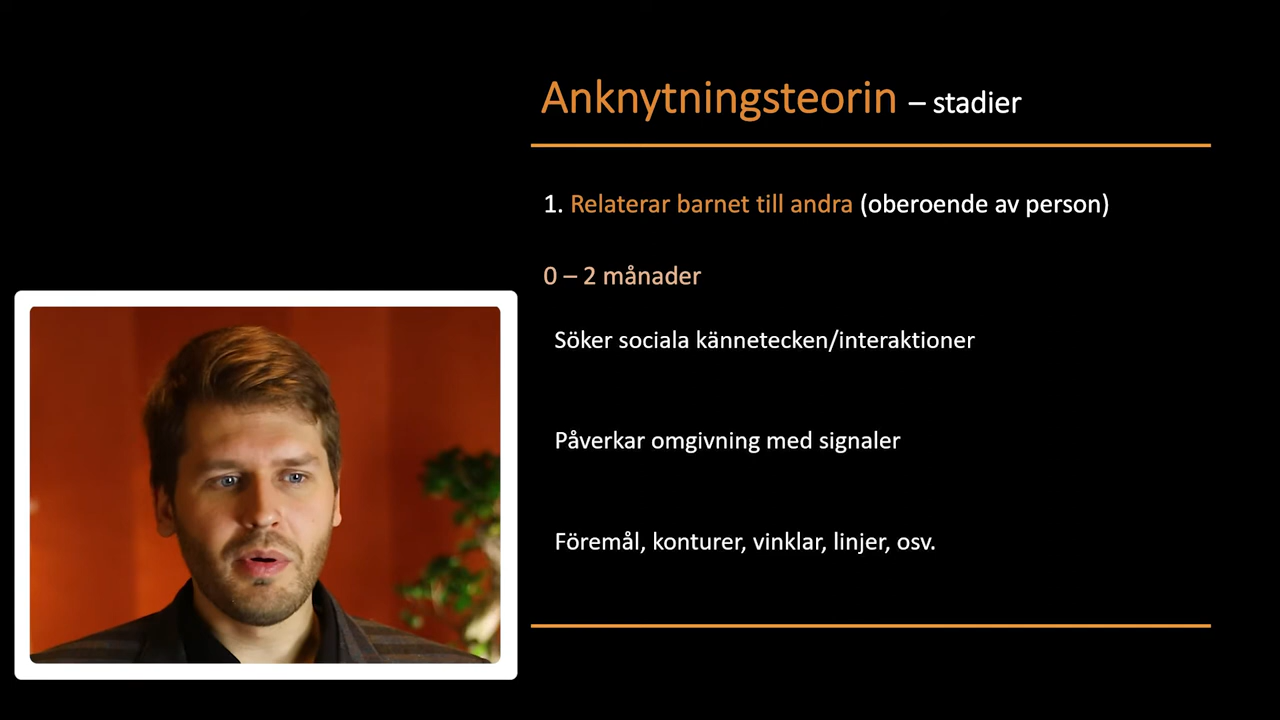 Anknytningsteorin – stadier
1. Relaterar barnet till andra (oberoende av person)
0 – 2 månader
Söker sociala kännetecken/interaktioner
Påverkar omgivning med signaler
Föremål, konturer, vinklar, linjer, osv.